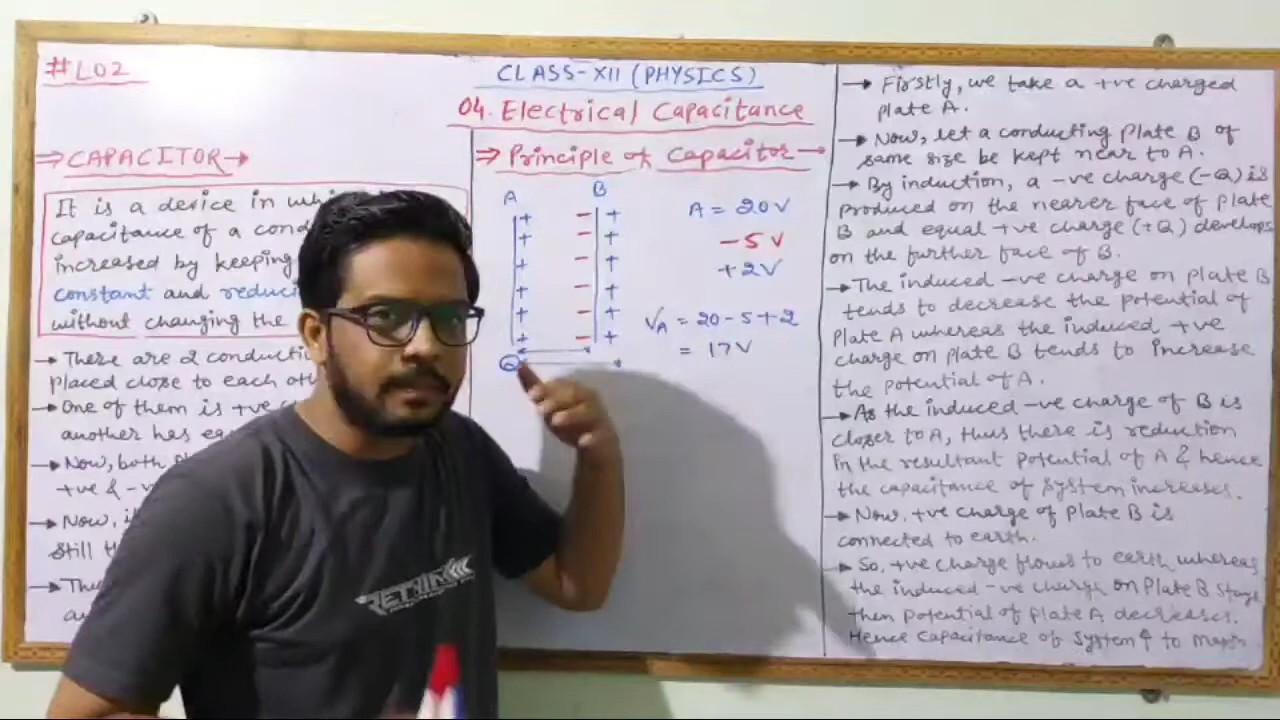 #L02
CLASS-XII (PHYSICS)
04. Electrical Capacitance
⇒ CAPACITOR →
It is a device in
capacitance of a
increased by keeping
constant and
without changing the
→ There are 2
placed close to each
→ One of them is +ve
another has
→ Now, both
+ve &
→ Now,
still
→
⇒ Principle of Capacitor →
A B
A = 20V
-5V
+2V
VA = 20-5+2
= 17V
Q
→ Firstly, we take a +ve charged
plate A.
→ Now, let a conducting plate B of
same size be kept near to A.
→ By induction, a -ve charge (-Q) is
produced on the nearer face of plate
B and equal +ve charge (+Q) develops
on the further face of B.
→ The induced -ve charge on plate B
tends to decrease the potential of
plate A whereas the induced +ve
charge on plate B tends to increase
the potential of A.
→ As the induced -ve charge of B is
closer to A, thus there is reduction
in the resultant potential of A & hence
the capacitance of system increases.
→ Now, +ve charge of plate B is
connected to earth.
→ So, +ve charge flows to earth whereas
the induced -ve charge on Plate B stays
then potential of plate A decreases.
Hence Capacitance of System ↑ to